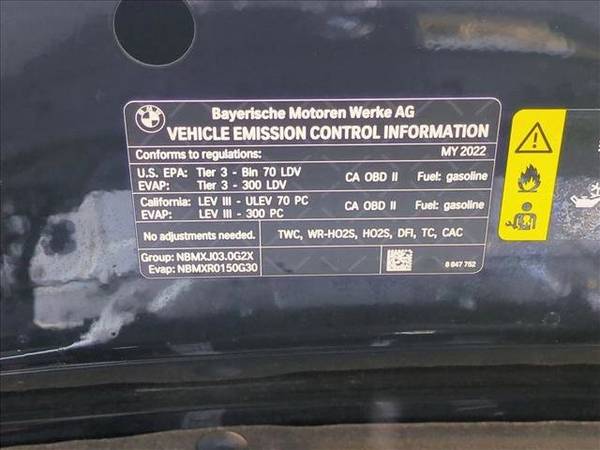 BMW
Bayerische Motoren Werke AG
VEHICLE EMISSION CONTROL INFORMATION
Conforms to regulations: MY 2022
U.S. EPA: Tier 3 - Bin 70 LDV CA OBD II Fuel: gasoline
EVAP: Tier 3 - 300 LDV
California: LEV III - ULEV 70 PC CA OBD II Fuel: gasoline
EVAP: LEV III - 300 PC
No adjustments needed. TWC, WR-HO2S, HO2S, DFI, TC, CAC
Group: NBMXJ03.0G2X
Evap: NBMXR0150G30
8 847 752